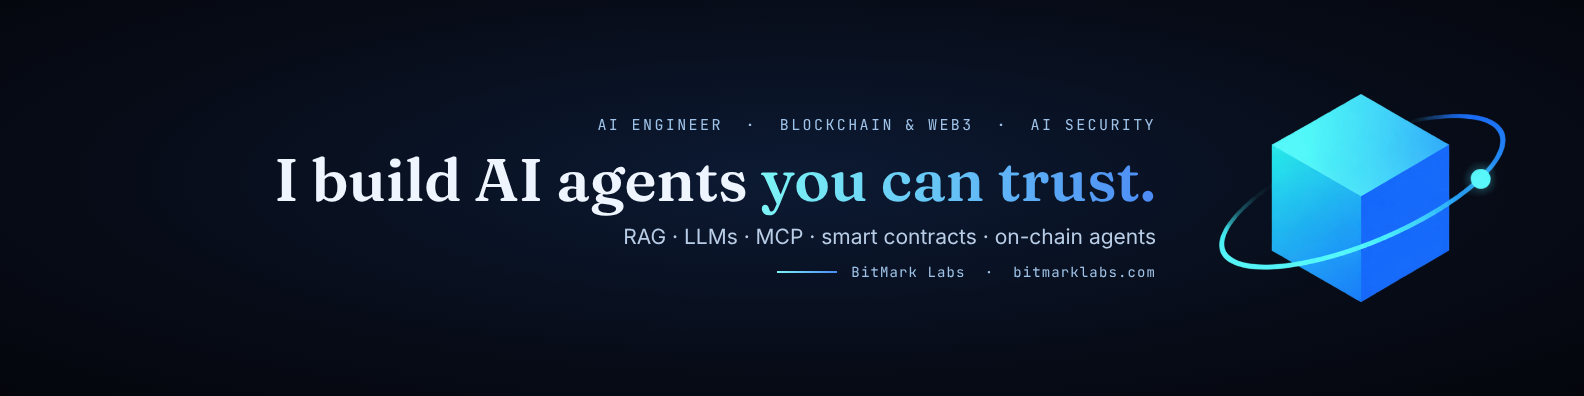 AI ENGINEER · BLOCKCHAIN & WEB3 · AI SECURITY
I build AI agents you can trust.
RAG · LLMs · MCP · smart contracts · on-chain agents
BitMark Labs · bitmarklabs.com